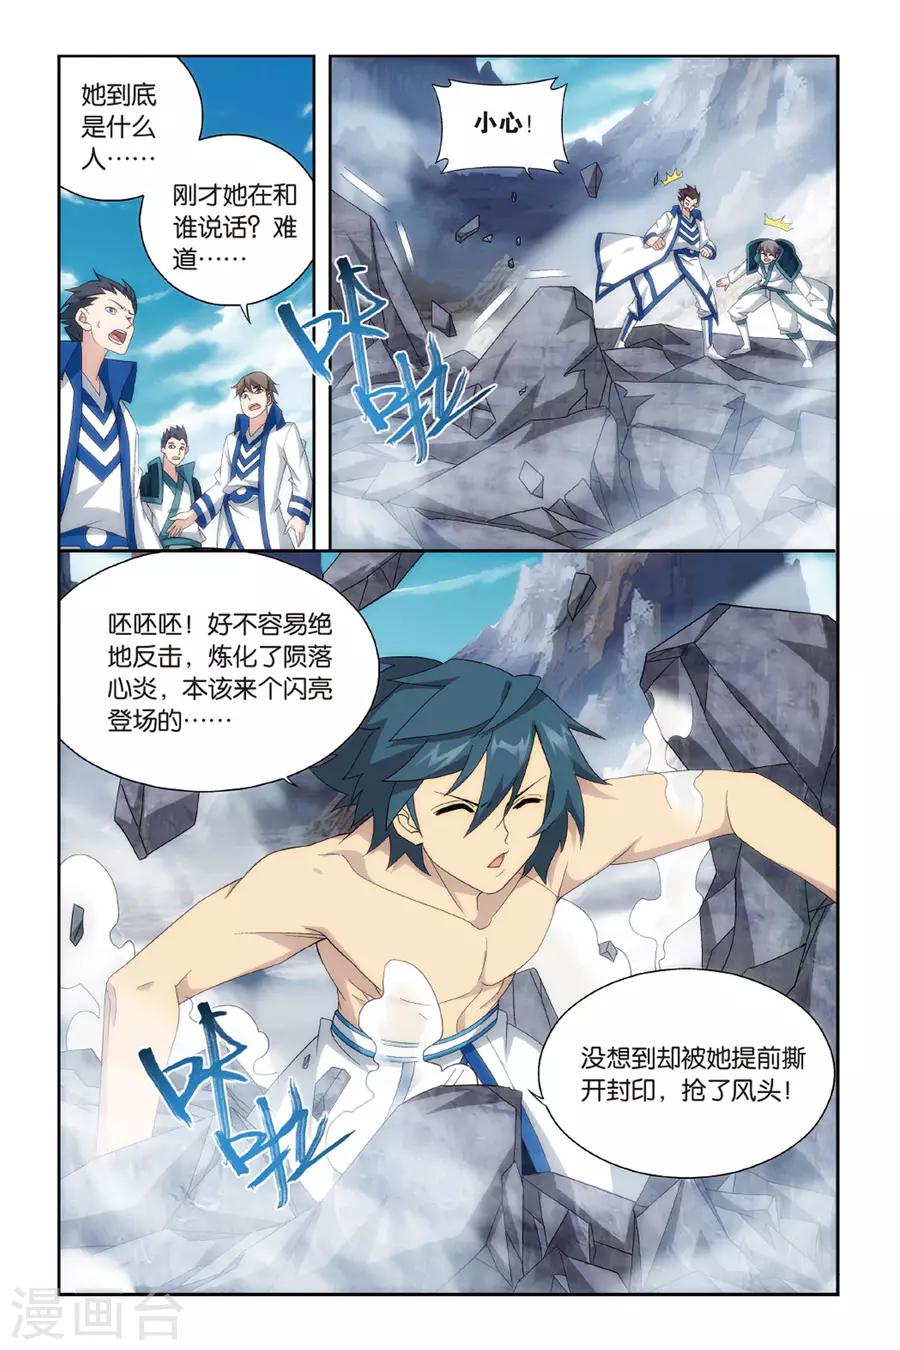 她到底
是什么
人……
刚才她在和
谁说话？难
道……
小心！
咔
啦
呸呸呸！好不容易绝
地反击，炼化了陨落
心炎，本该来个闪亮
登场的……
咔
啦
没想到却被她提前撕
开封印，抢了风头！
漫画台